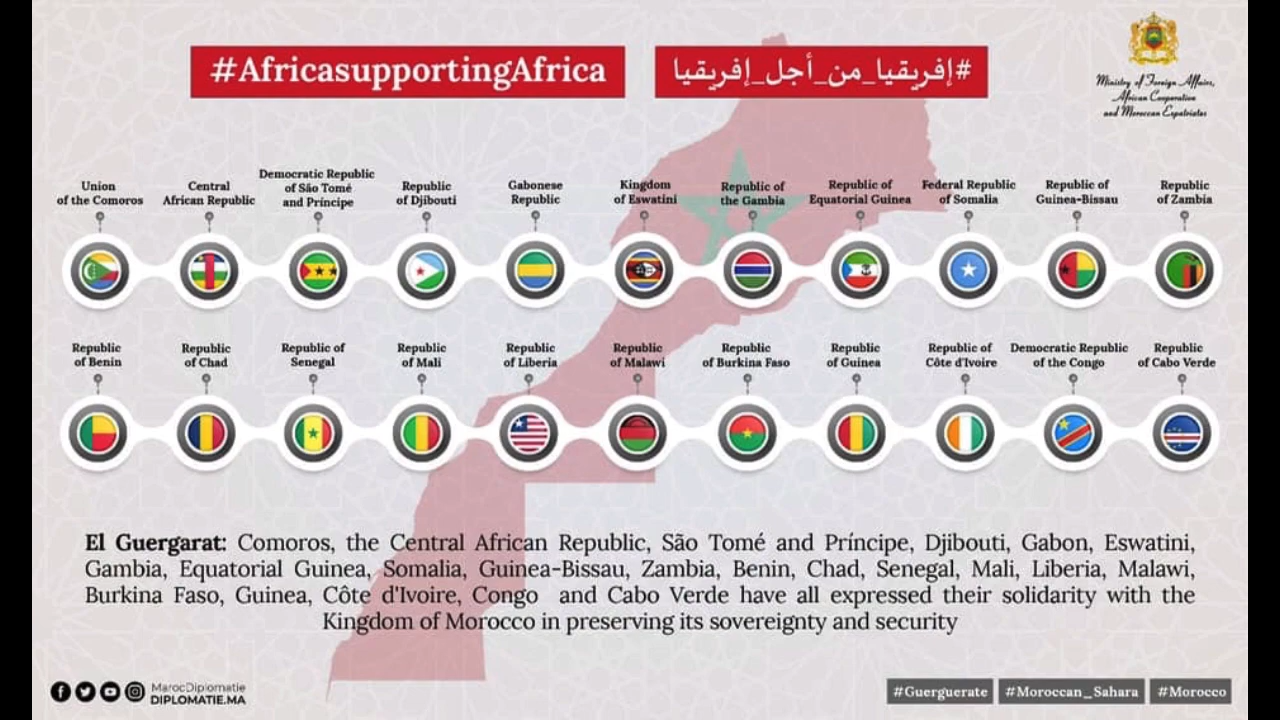 #AfricasupportingAfrica
#إفريقيا_من_أجل_إفريقيا
Ministry of Foreign Affairs,
African Cooperation
and Moroccan Expatriates
Union
of the Comoros
Central
African Republic
Democratic Republic
of São Tomé
and Príncipe
Republic
of Djibouti
Gabonese
Republic
Kingdom
of Eswatini
Republic of
the Gambia
Republic of
Equatorial Guinea
Federal Republic
of Somalia
Republic of
Guinea-Bissau
Republic
of Zambia
Republic
of Benin
Republic
of Chad
Republic of
Senegal
Republic
of Mali
Republic
of Liberia
Republic
of Malawi
Republic
of Burkina Faso
Republic
of Guinea
Republic of
Côte d'Ivoire
Democratic Republic
of the Congo
Republic
of Cabo Verde
El Guergarat: Comoros, the Central African Republic, São Tomé and Príncipe, Djibouti, Gabon, Eswatini,
Gambia, Equatorial Guinea, Somalia, Guinea-Bissau, Zambia, Benin, Chad, Senegal, Mali, Liberia, Malawi,
Burkina Faso, Guinea, Côte d'Ivoire, Congo and Cabo Verde have all expressed their solidarity with the
Kingdom of Morocco in preserving its sovereignty and security
MarocDiplomatie
DIPLOMATIE.MA
#Guerguerate #Moroccan_Sahara #Morocco